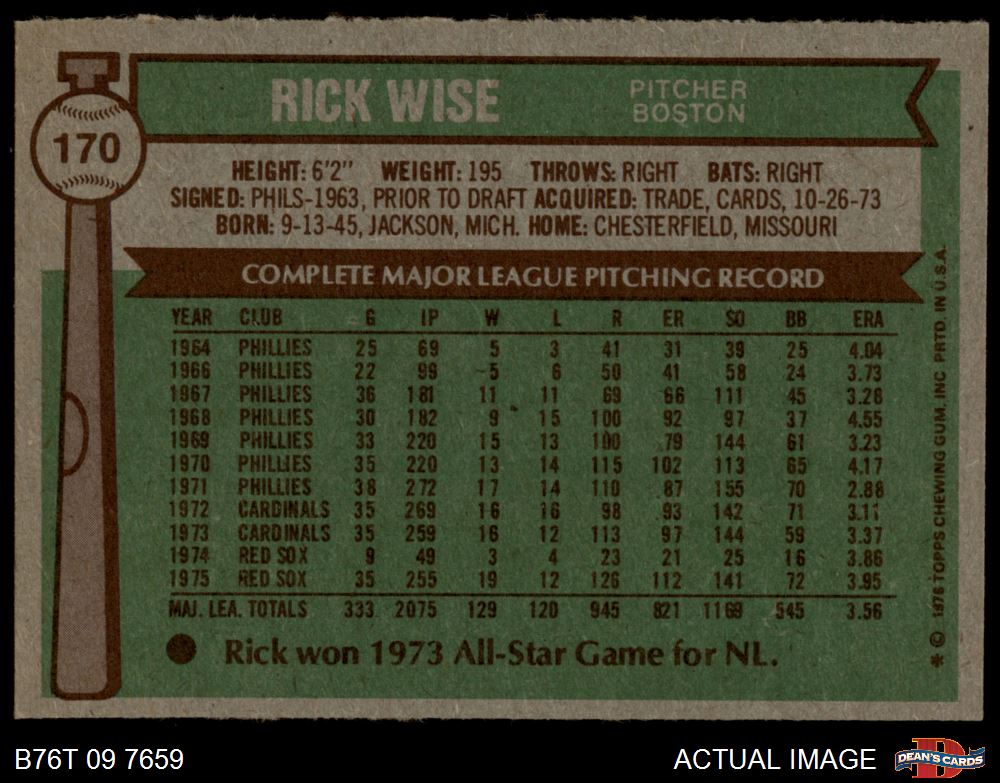 RICK WISE PITCHER
BOSTON
170
HEIGHT: 6'2" WEIGHT: 195 THROWS: RIGHT BATS: RIGHT
SIGNED: PHILS-1963, PRIOR TO DRAFT ACQUIRED: TRADE, CARDS, 10-26-73
BORN: 9-13-45, JACKSON, MICH. HOME: CHESTERFIELD, MISSOURI
COMPLETE MAJOR LEAGUE PITCHING RECORD
YEAR CLUB G IP W L R ER SO BB ERA
1964 PHILLIES 25 69 5 3 41 31 39 25 4.04
1966 PHILLIES 22 99 5 6 50 41 58 24 3.73
1967 PHILLIES 36 181 11 11 69 66 111 45 3.28
1968 PHILLIES 30 182 9 15 100 92 97 37 4.55
1969 PHILLIES 33 220 15 13 100 79 144 61 3.23
1970 PHILLIES 35 220 13 14 115 102 113 65 4.17
1971 PHILLIES 38 272 17 14 110 87 155 70 2.88
1972 CARDINALS 35 269 16 16 98 93 142 71 3.11
1973 CARDINALS 35 259 16 12 113 97 144 59 3.37
1974 RED SOX 9 49 3 4 23 21 25 16 3.86
1975 RED SOX 35 255 19 12 126 112 141 72 3.95
MAJ. LEA. TOTALS 333 2075 129 120 945 821 1169 545 3.56
Rick won 1973 All-Star Game for NL.
* © 1976 TOPPS CHEWING GUM, INC PRTD. IN U.S.A.
B76T 09 7659 ACTUAL IMAGE
DEAN'S CARDS